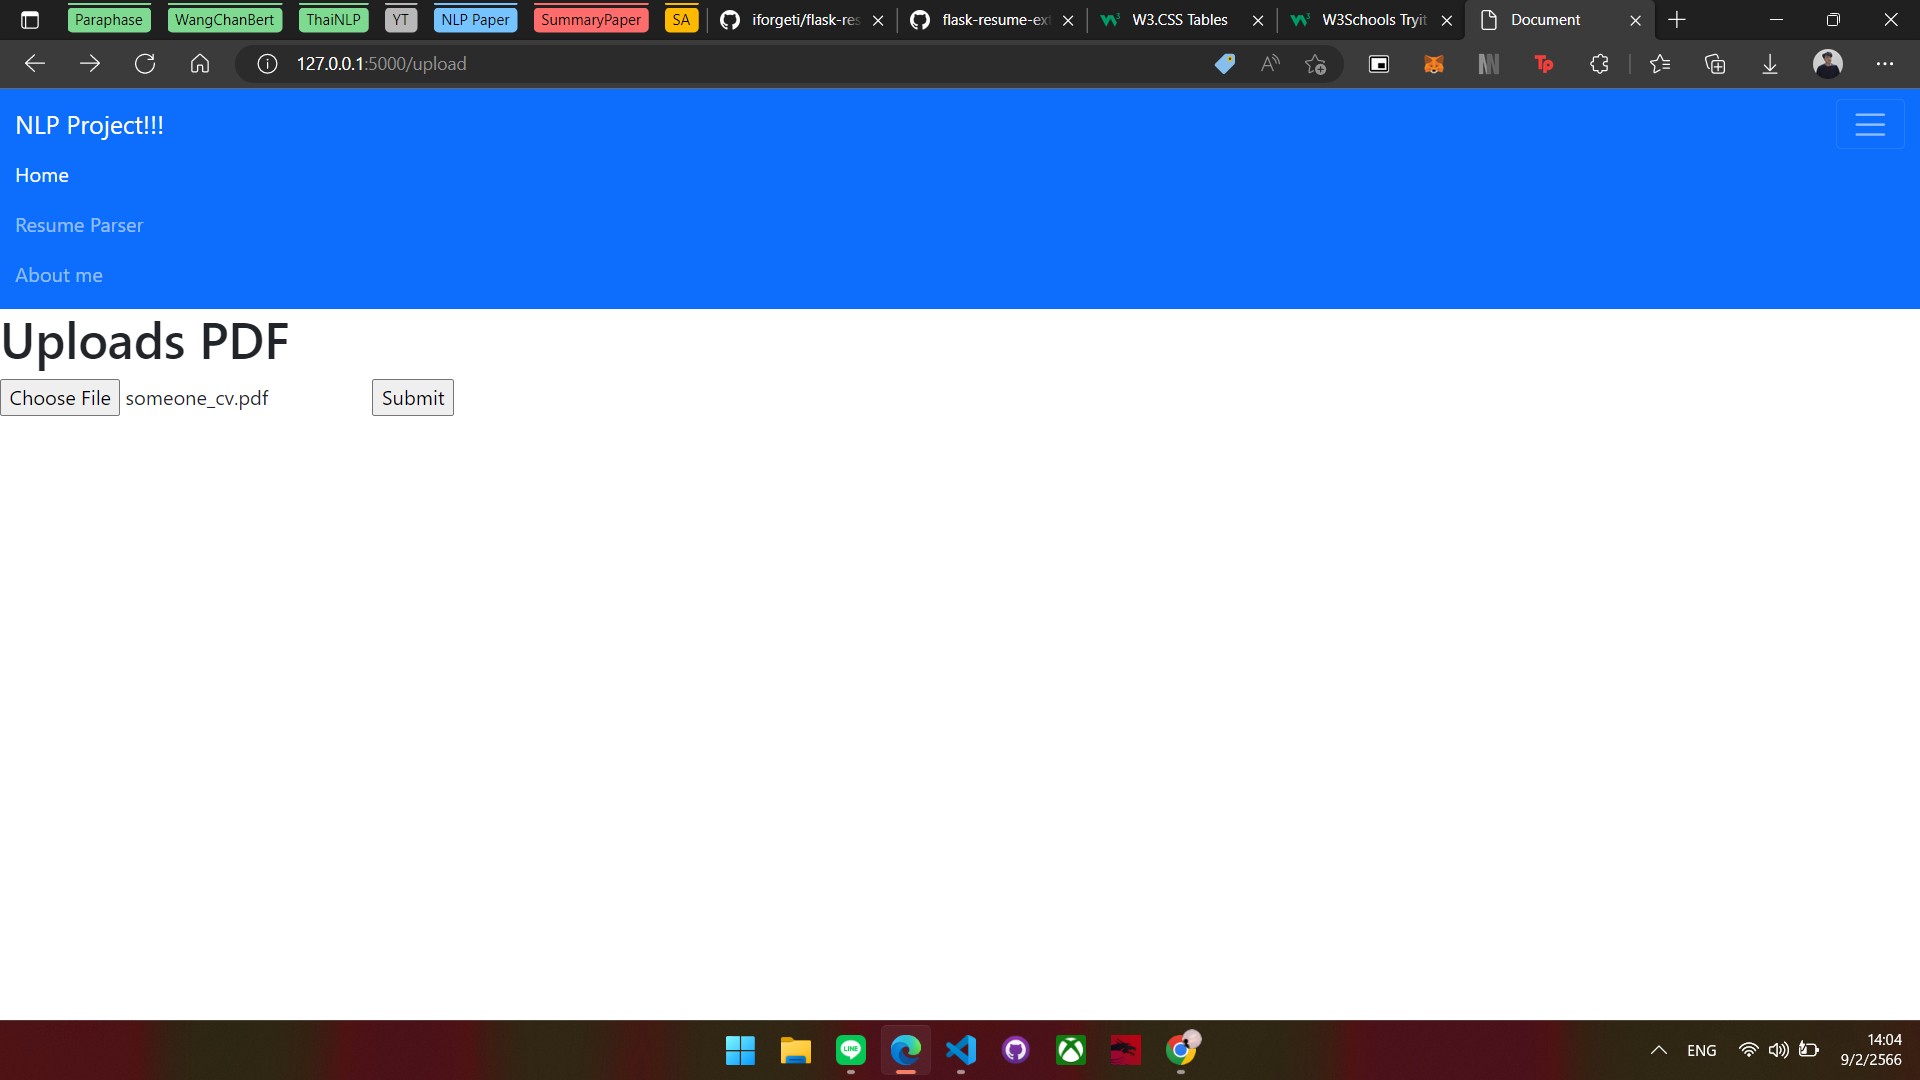 Paraphase WangChanBert ThaiNLP YT NLP Paper SummaryPaper SA iforgeti/flask-res flask-resume-ext W3.CSS Tables W3Schools Tryit Document
127.0.0.1:5000/upload
NLP Project!!!
Home
Resume Parser
About me
Uploads PDF
Choose File someone_cv.pdf Submit
LINE
ENG
14:04
9/2/2566